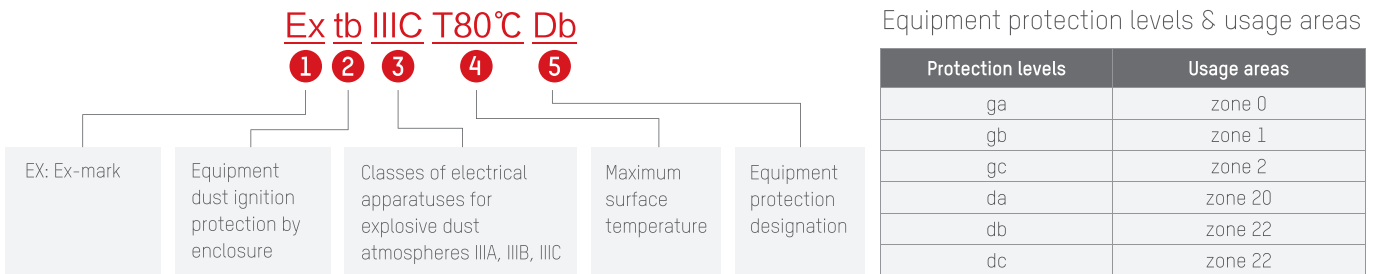 Ex tb IIIC T80℃ Db
1 2 3 4 5
EX: Ex-mark
Equipment
dust ignition
protection by
enclosure
Classes of electrical
apparatuses for
explosive dust
atmospheres IIIA, IIIB, IIIC
Maximum
surface
temperature
Equipment
protection
designation
Equipment protection levels & usage areas
Protection levels Usage areas
ga zone 0
gb zone 1
gc zone 2
da zone 20
db zone 22
dc zone 22